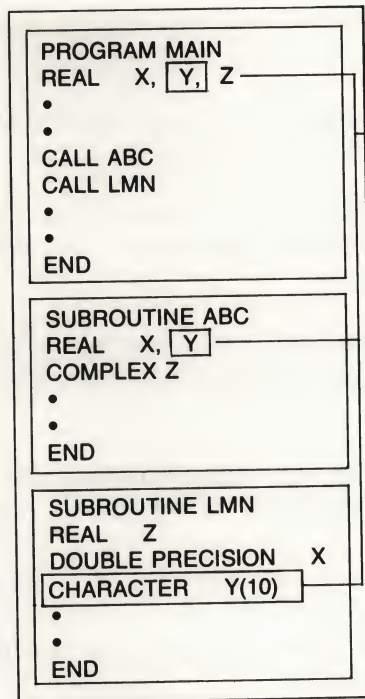 PROGRAM MAIN
REAL X, Y, Z
•
•
CALL ABC
CALL LMN
•
•
END
SUBROUTINE ABC
REAL X, Y
COMPLEX Z
•
•
END
SUBROUTINE LMN
REAL Z
DOUBLE PRECISION X
CHARACTER Y(10)
•
•
END